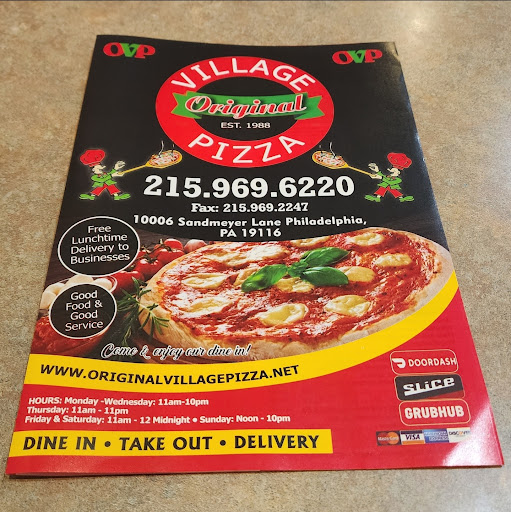 OVP
OVP
VILLAGE
Original
EST. 1988
PIZZA
215.969.6220
Fax: 215.969.2247
10006 Sandmeyer Lane Philadelphia,
PA 19116
Free
Lunchtime
Delivery to
Businesses
Good
Food &
Good
Service
Come & enjoy our dine in!
WWW.ORIGINALVILLAGEPIZZA.NET
DOORDASH
SLiCE
GRUBHUB
HOURS: Monday -Wednesday: 11am-10pm
Thursday: 11am - 11pm
Friday & Saturday: 11am - 12 Midnight • Sunday: Noon - 10pm
DINE IN • TAKE OUT • DELIVERY
MasterCard VISA DISCOVER